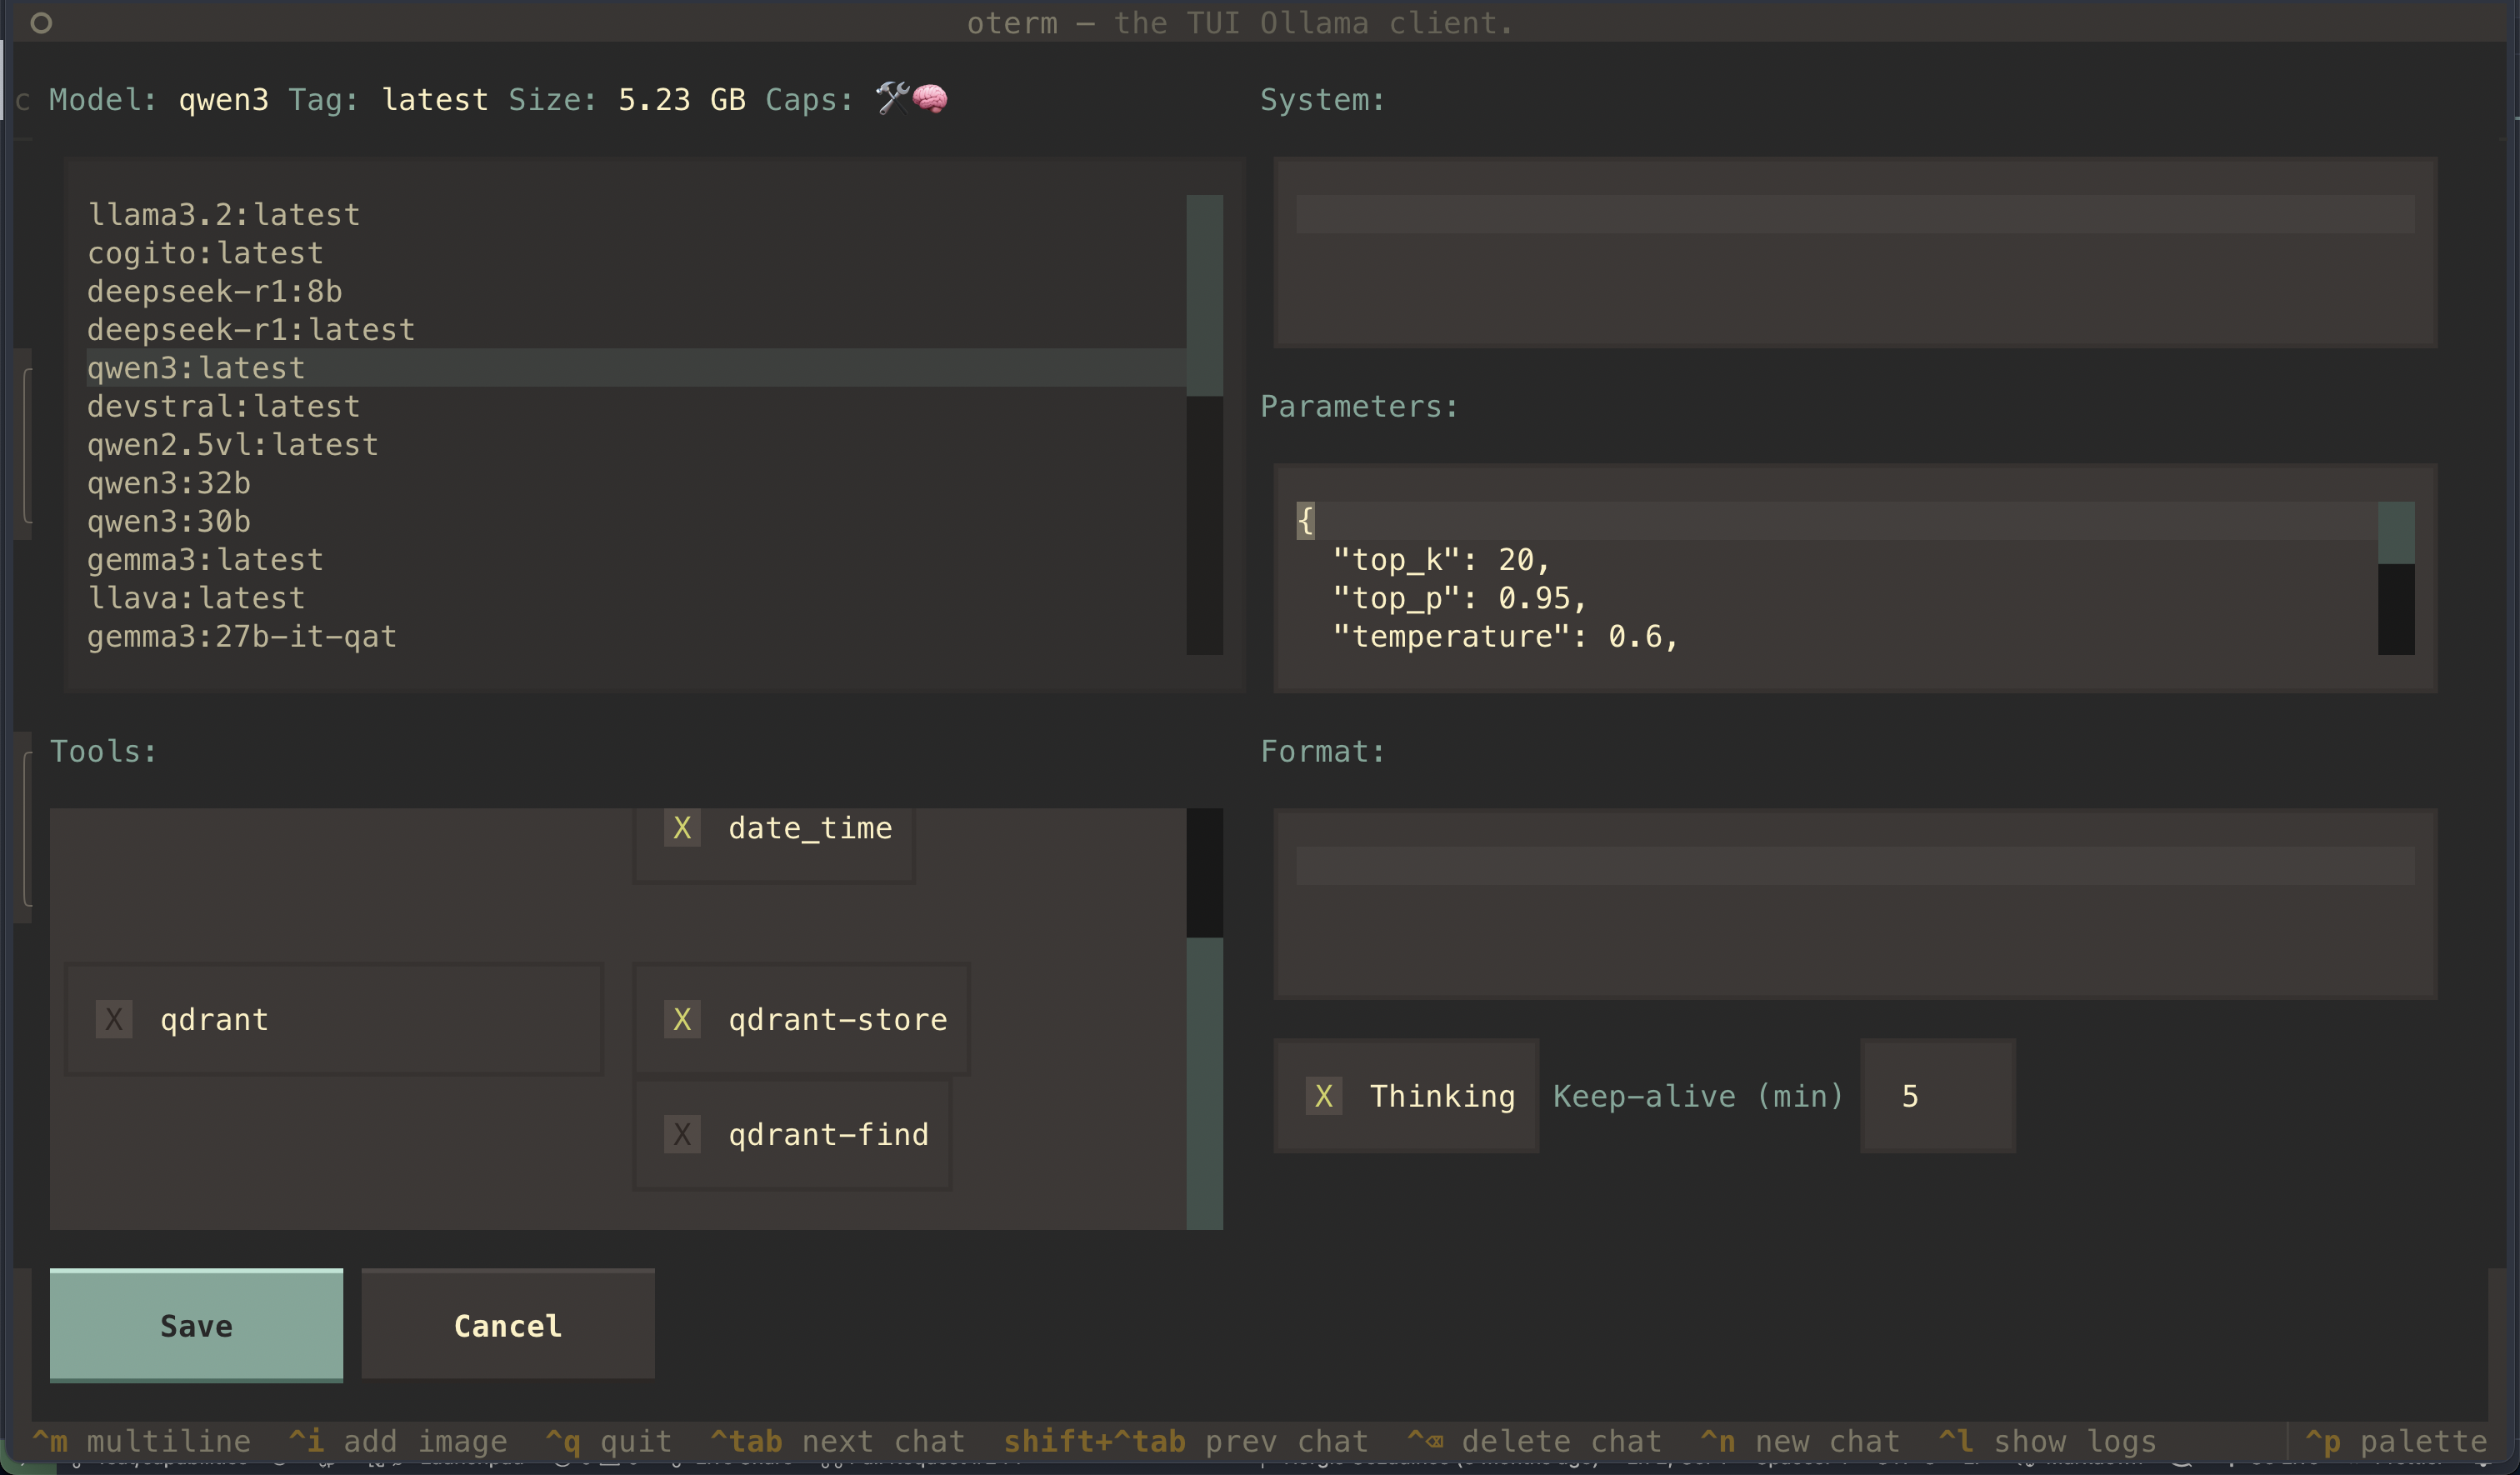 oterm — the TUI Ollama client.
c
Model: qwen3 Tag: latest Size: 5.23 GB Caps: 🛠️🧠
llama3.2:latest
cogito:latest
deepseek-r1:8b
deepseek-r1:latest
qwen3:latest
devstral:latest
qwen2.5vl:latest
qwen3:32b
qwen3:30b
gemma3:latest
llava:latest
gemma3:27b-it-qat
System:
Parameters:
{
"top_k": 20,
"top_p": 0.95,
"temperature": 0.6,
Tools:
X date_time
X qdrant
X qdrant-store
X qdrant-find
Format:
X Thinking Keep-alive (min) 5
Save Cancel
^m multiline ^i add image ^q quit ^tab next chat shift+^tab prev chat ^⌫ delete chat ^n new chat ^l show logs ^p palette